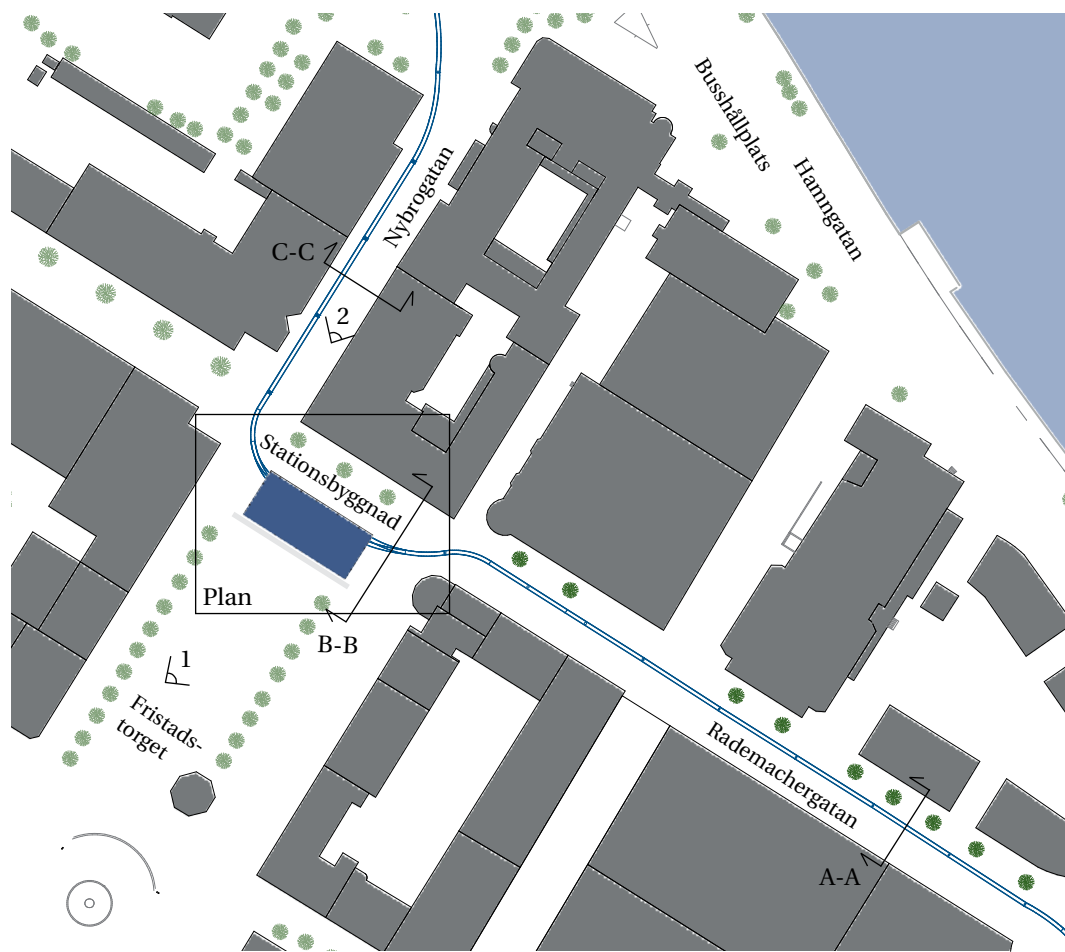 Busshållplats
Hamngatan
Nybrogatan
C-C
2
Stationsbyggnad
Plan
B-B
1
Fristads-
torget
Rademachergatan
A-A